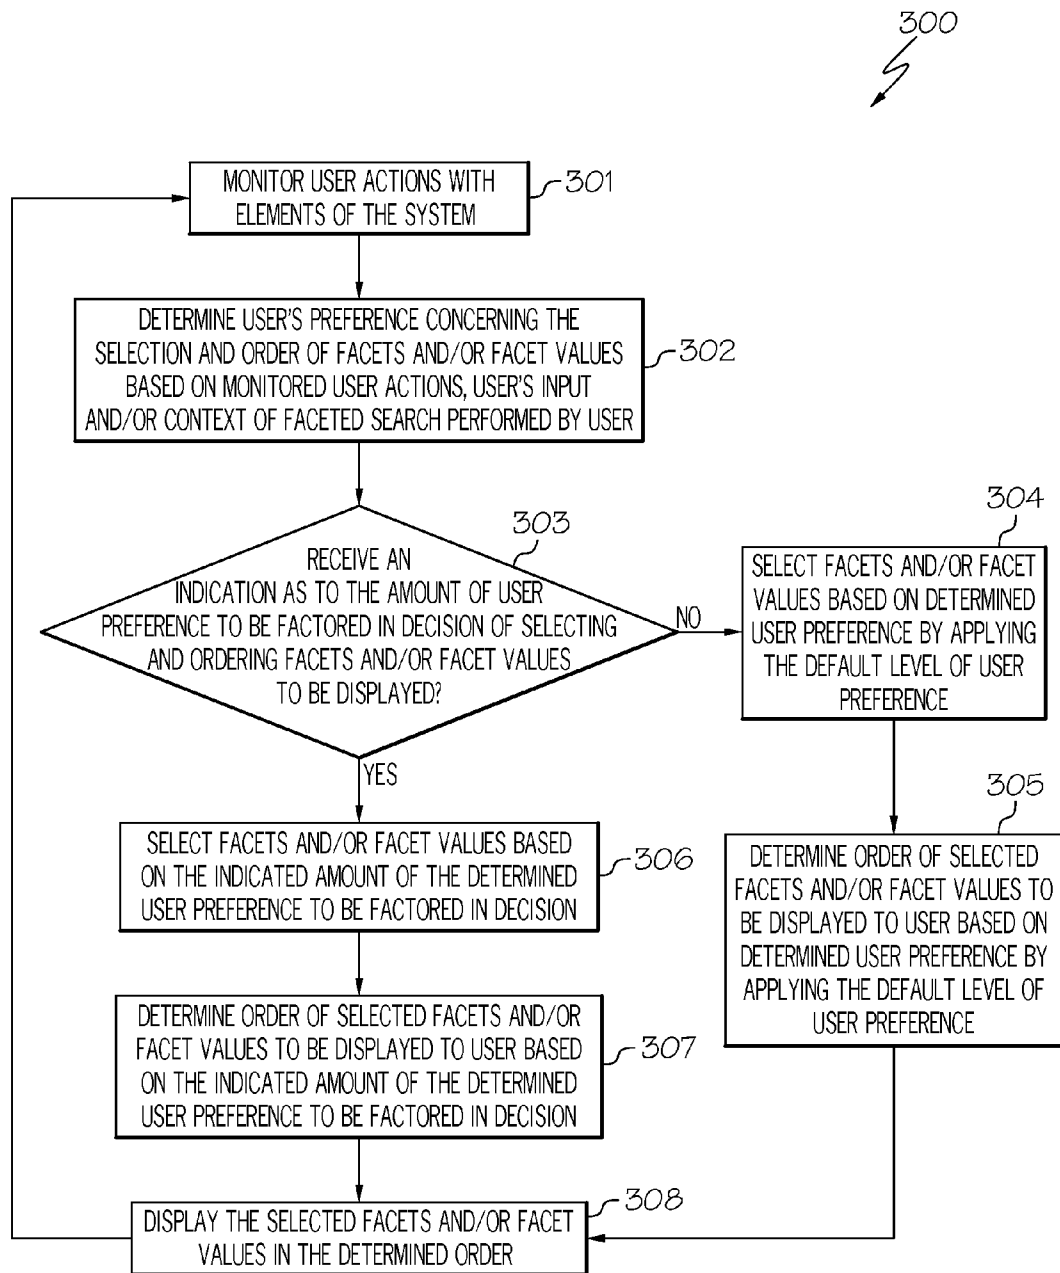 300
MONITOR USER ACTIONS WITH
ELEMENTS OF THE SYSTEM
301
DETERMINE USER'S PREFERENCE CONCERNING THE
SELECTION AND ORDER OF FACETS AND/OR FACET VALUES
BASED ON MONITORED USER ACTIONS, USER'S INPUT
AND/OR CONTEXT OF FACETED SEARCH PERFORMED BY USER
302
303
RECEIVE AN
INDICATION AS TO THE AMOUNT OF USER
PREFERENCE TO BE FACTORED IN DECISION OF SELECTING
AND ORDERING FACETS AND/OR FACET VALUES
TO BE DISPLAYED?
NO
YES
304
SELECT FACETS AND/OR FACET
VALUES BASED ON DETERMINED
USER PREFERENCE BY APPLYING
THE DEFAULT LEVEL OF USER
PREFERENCE
305
DETERMINE ORDER OF SELECTED
FACETS AND/OR FACET VALUES TO
BE DISPLAYED TO USER BASED ON
DETERMINED USER PREFERENCE BY
APPLYING THE DEFAULT LEVEL OF
USER PREFERENCE
SELECT FACETS AND/OR FACET VALUES BASED
ON THE INDICATED AMOUNT OF THE DETERMINED
USER PREFERENCE TO BE FACTORED IN DECISION
306
DETERMINE ORDER OF SELECTED FACETS AND/OR
FACET VALUES TO BE DISPLAYED TO USER BASED
ON THE INDICATED AMOUNT OF THE DETERMINED
USER PREFERENCE TO BE FACTORED IN DECISION
307
308
DISPLAY THE SELECTED FACETS AND/OR FACET
VALUES IN THE DETERMINED ORDER